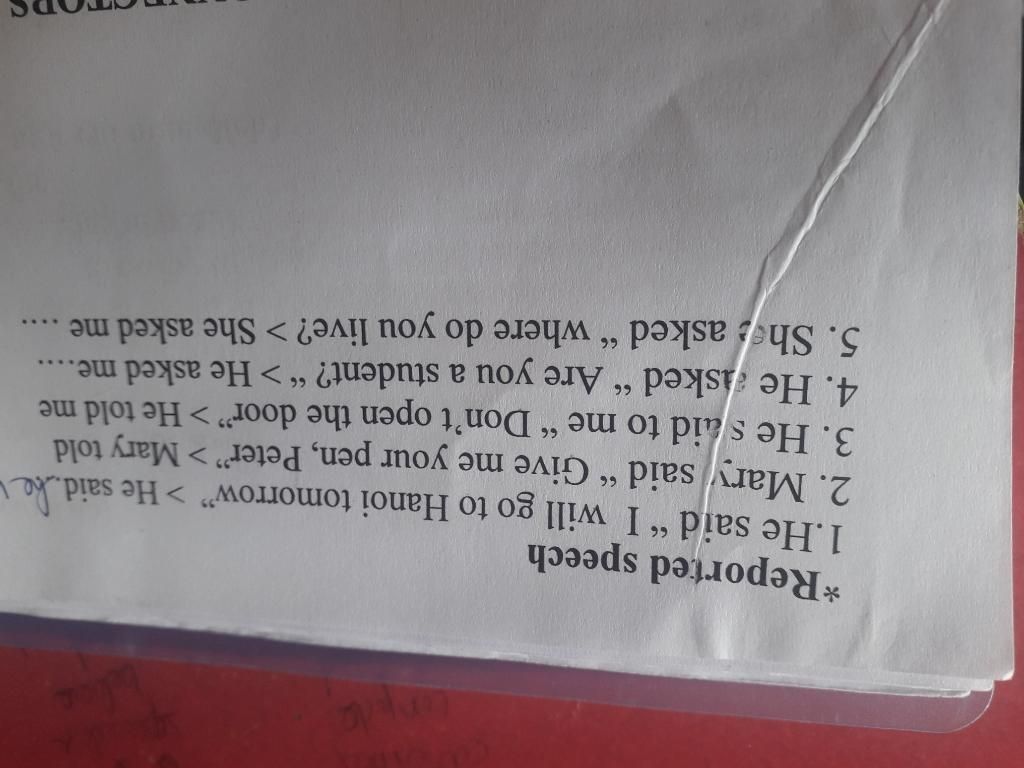 *Reported speech
1.He said “ I will go to Hanoi tomorrow” > He said..he
2. Mary said “ Give me your pen, Peter” > Mary told
3. He said to me “ Don’t open the door” > He told me
4. He asked “ Are you a student? “ > He asked me....
5. She asked “ where do you live? > She asked me ....